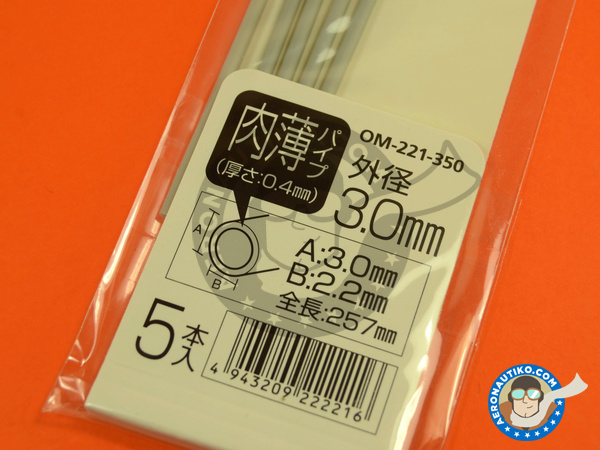 肉薄パイプ
(厚さ:0.4mm)
OM-221-350
外径
3.0mm
A
B
A:3.0mm
B:2.2mm
全長:257mm
5本入
4 943209 222216
AERONAUTIKO.COM